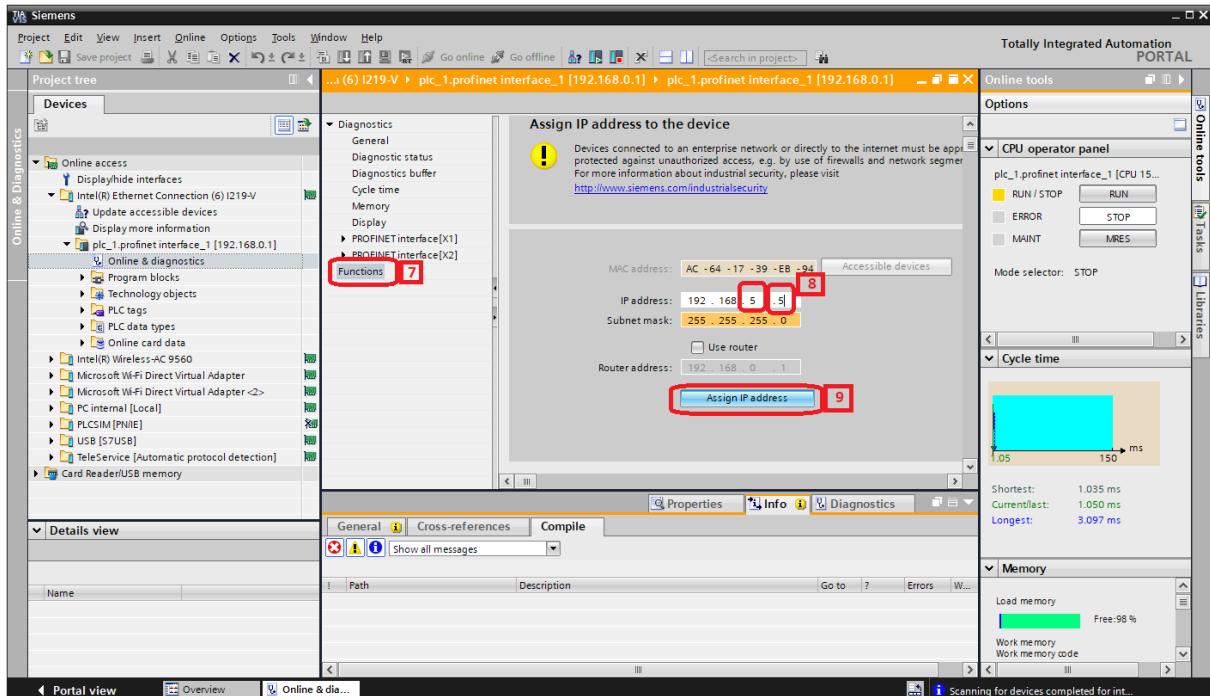 Siemens
Project Edit View Insert Online Options Tools Window Help
Save project
Go online
Go offline
<Search in project>
Totally Integrated Automation
PORTAL
Project tree
Devices
Online & Diagnostics
Online access
Display/hide interfaces
Intel(R) Ethernet Connection (6) I219-V
Update accessible devices
Display more information
plc_1.profinet interface_1 [192.168.0.1]
Online & diagnostics
Program blocks
Technology objects
PLC tags
PLC data types
Online card data
Intel(R) Wireless-AC 9560
Microsoft Wi-Fi Direct Virtual Adapter
Microsoft Wi-Fi Direct Virtual Adapter <2>
PC internal [Local]
PLCSIM [PN/IE]
USB [S7USB]
TeleService [Automatic protocol detection]
Card Reader/USB memory
Details view
Name
(6) I219-V plc_1.profinet interface_1 [192.168.0.1] plc_1.profinet interface_1 [192.168.0.1]
Diagnostics
General
Diagnostic status
Diagnostics buffer
Cycle time
Memory
Display
PROFINET interface[X1]
PROFINET interface[X2]
Functions
7
Assign IP address to the device
Devices connected to an enterprise network or directly to the internet must be appr
protected against unauthorized access, e.g. by use of firewalls and network segmer
For more information about industrial security, please visit
http://www.siemens.com/industrialsecurity
MAC address: AC -64 -17 -39 -EB -94
Accessible devices
8
IP address: 192 . 168 . 5 . 5
Subnet mask: 255 . 255 . 255 . 0
Use router
Router address: 192 . 168 . 0 . 1
Assign IP address
9
Properties
Info
Diagnostics
General
Cross-references
Compile
Show all messages
! Path Description Go to ? Errors W...
Online tools
Options
CPU operator panel
plc_1.profinet interface_1 [CPU 15...
RUN / STOP RUN
ERROR STOP
MAINT MRES
Mode selector: STOP
Cycle time
ms
1.05 150
Shortest: 1.035 ms
Current/last: 1.050 ms
Longest: 3.097 ms
Memory
Load memory
Free:98 %
Work memory
Work memory code
Online tools
Tasks
Libraries
Portal view
Overview
Online & dia...
Scanning for devices completed for int...